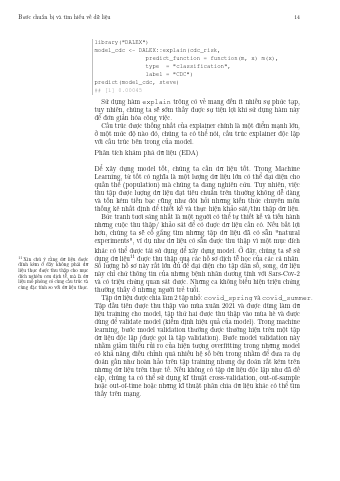 Bước chuẩn bị và tìm hiểu về dữ liệu 14
library("DALEX")
model_cdc <- DALEX::explain(cdc_risk,
predict_function = function(m, x) m(x),
type = "classification",
label = "CDC")
predict(model_cdc, steve)
## [1] 0.00045
Sử dụng hàm explain trông có vẻ mang đến ít nhiều sự phức tạp,
tuy nhiên, chúng ta sẽ sớm thấy được sự tiện lợi khi sử dụng hàm này
để đơn giản hóa công việc.
Cấu trúc được thống nhất của explainer chính là một điểm mạnh lớn,
ở một mức độ nào đó, chúng ta có thể nói, cấu trúc explainer độc lập
với cấu trúc bên trong của model.
Phân tích khám phá dữ liệu (EDA)
Để xây dựng model tốt, chúng ta cần dữ liệu tốt. Trong Machine
Learning, từ tốt có nghĩa là một lượng dữ liệu lớn có thể đại diện cho
quần thể (population) mà chúng ta đang nghiên cứu. Tuy nhiên, việc
thu tập được lượng dữ liệu đạt tiêu chuẩn trên thường không dễ dàng
và tốn kém tiền bạc cũng như đòi hỏi những kiến thức chuyên môn
thống kê nhất định để thiết kế và thực hiện khảo sát/thu thập dữ liệu.
Bức tranh tươi sáng nhất là một người có thể tự thiết kế và tiến hành
những cuộc thu thập/ khảo sát để có được dữ liệu cần có. Nếu bất lợi
hơn, chúng ta sẽ cố gắng tìm những tập dữ liệu đã có sẵn "natural
experiments", ví dụ như dữ liệu có sẵn được thu thập vì một mục đích
khác có thể được tái sử dụng để xây dựng model. Ở đây, chúng ta sẽ sử
dụng dữ liệu¹¹ được thu thập qua các hồ sơ dịch tễ học của các cá nhân.
Số lượng hồ sơ này rất lớn đủ để đại diện cho tập dân số, song, dữ liệu
này chỉ chú thông tin của những bệnh nhân dương tính với Sars-Cov-2
và có triệu chứng quan sát được. Những ca không biểu hiện triệu chứng
thường thấy ở những người trẻ tuổi.
¹¹ Xin chú ý rằng dữ liệu được
đính kèm ở đây không phải dữ
liệu thực được thu thập cho mục
đích nghiên cứu dịch tễ, mà là dữ
liệu mô phỏng có cùng cấu trúc và
cùng đặc tính so với dữ liệu thực
Tập dữ liệu được chia làm 2 tập nhỏ: covid_spring và covid_summer
Tập đầu tiên được thu thập vào mùa xuân 2021 và được dùng làm dữ
liệu training cho model, tập thứ hai được thu thập vào mùa hè và được
dùng để validate model (kiểm định hiệu quả của model). Trong machine
learning, bước model validation thường được thường hiện trên một tập
dữ liệu độc lập (được gọi là tập validation). Bước model validation này
nhằm giảm thiểu rủi ro của hiện tượng overfitting trong nhưng model
có khả năng điều chỉnh quá nhiều hệ số bên trong nhằm để đưa ra dự
đoán gần như hoàn hảo trên tập training nhưng dự đoán rất kém trên
những dữ liệu trên thực tế. Nếu không có tập dữ liệu độc lập như đã đề
cập, chúng ta có thể sử dụng kĩ thuật cross-validation, out-of-sample
hoặc out-of-time hoặc những kĩ thuật phân chia dữ liệu khác có thể tìm
thấy trên mạng.